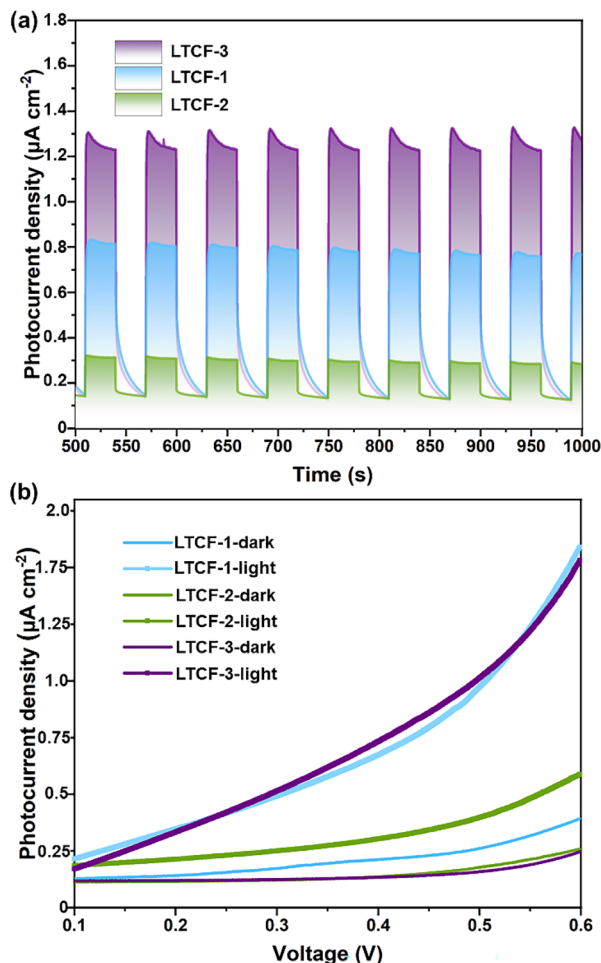 (a)
1.8
1.6
1.4
1.2
1.0
0.8
0.6
0.4
0.2
0
Photocurrent density (μA cm-2)
LTCF-3
LTCF-1
LTCF-2
500 550 600 650 700 750 800 850 900 950 1000
Time (s)
(b)
2.0
1.75
1.25
1.0
0.75
0.5
0.25
0
Photocurrent density (μA cm-2)
LTCF-1-dark
LTCF-1-light
LTCF-2-dark
LTCF-2-light
LTCF-3-dark
LTCF-3-light
0.1 0.2 0.3 0.4 0.5 0.6
Voltage (V)